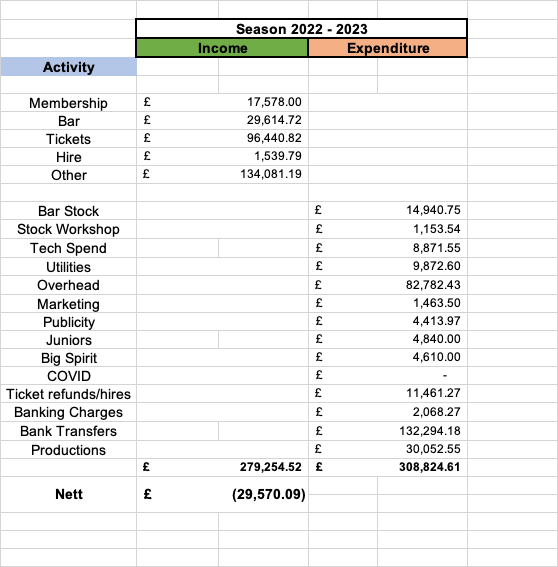 Season 2022 - 2023
Income Expenditure
Activity
Membership £ 17,578.00
Bar £ 29,614.72
Tickets £ 96,440.82
Hire £ 1,539.79
Other £ 134,081.19
Bar Stock £ 14,940.75
Stock Workshop £ 1,153.54
Tech Spend £ 8,871.55
Utilities £ 9,872.60
Overhead £ 82,782.43
Marketing £ 1,463.50
Publicity £ 4,413.97
Juniors £ 4,840.00
Big Spirit £ 4,610.00
COVID £ -
Ticket refunds/hires £ 11,461.27
Banking Charges £ 2,068.27
Bank Transfers £ 132,294.18
Productions £ 30,052.55
£ 279,254.52 £ 308,824.61
Nett £ (29,570.09)